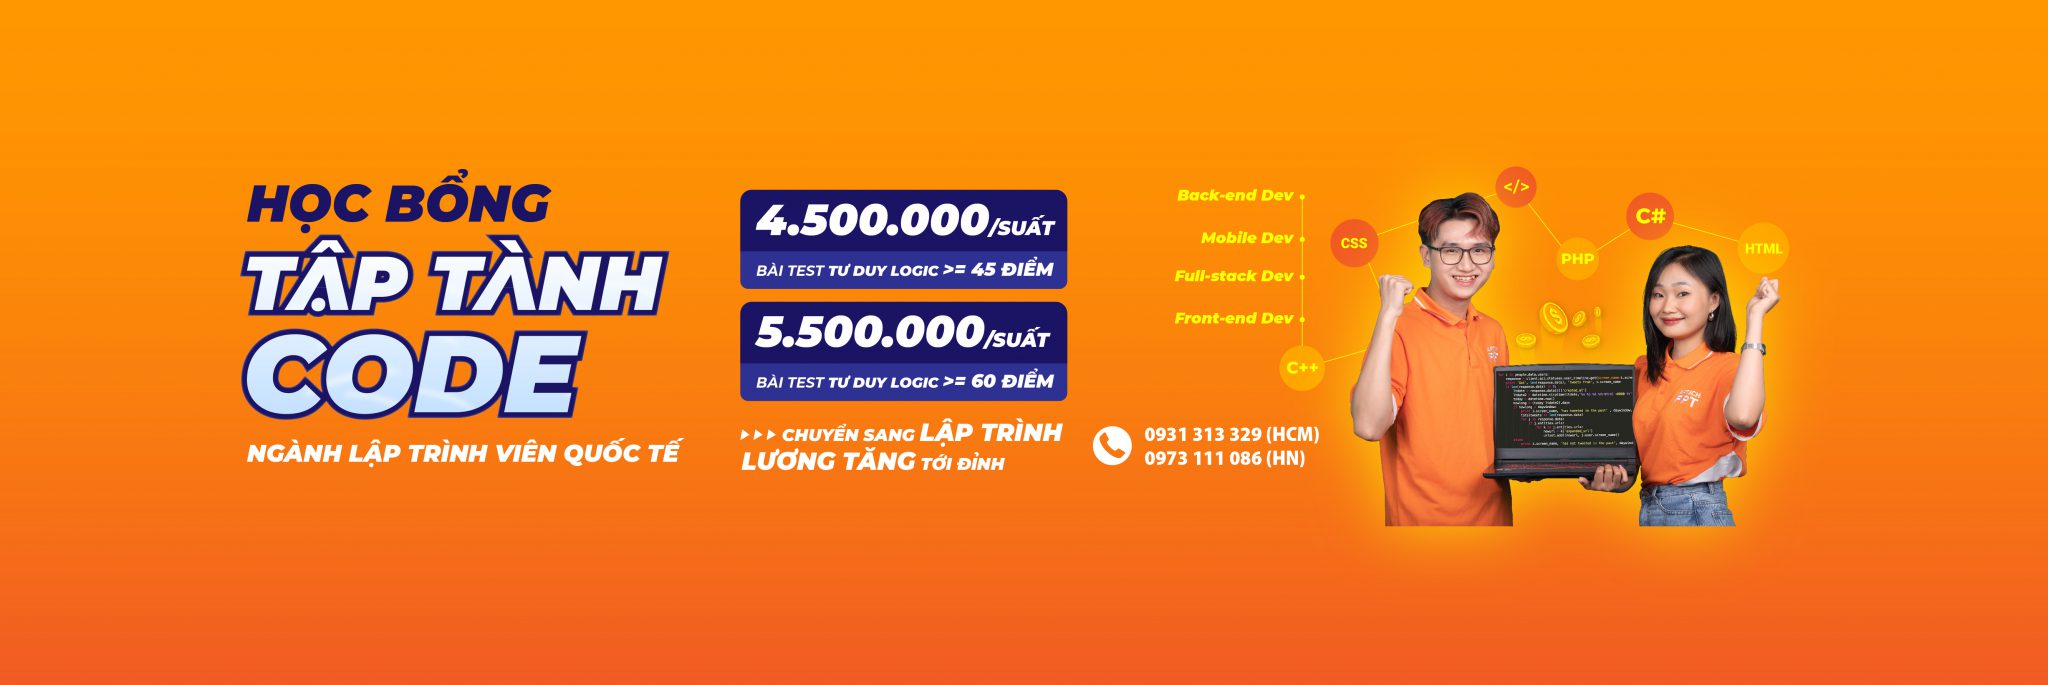 HỌC BỔNG
TẬP TÀNH
CODE
NGÀNH LẬP TRÌNH VIÊN QUỐC TẾ
4.500.000/SUẤT
BÀI TEST TƯ DUY LOGIC >= 45 ĐIỂM
5.500.000/SUẤT
BÀI TEST TƯ DUY LOGIC >= 60 ĐIỂM
CHUYỂN SANG LẬP TRÌNH
LƯƠNG TĂNG TỚI ĐỈNH
0931 313 329 (HCM)
0973 111 086 (HN)
Back-end Dev
Mobile Dev
Full-stack Dev
Front-end Dev
C++
CSS
</>
PHP
C#
HTML